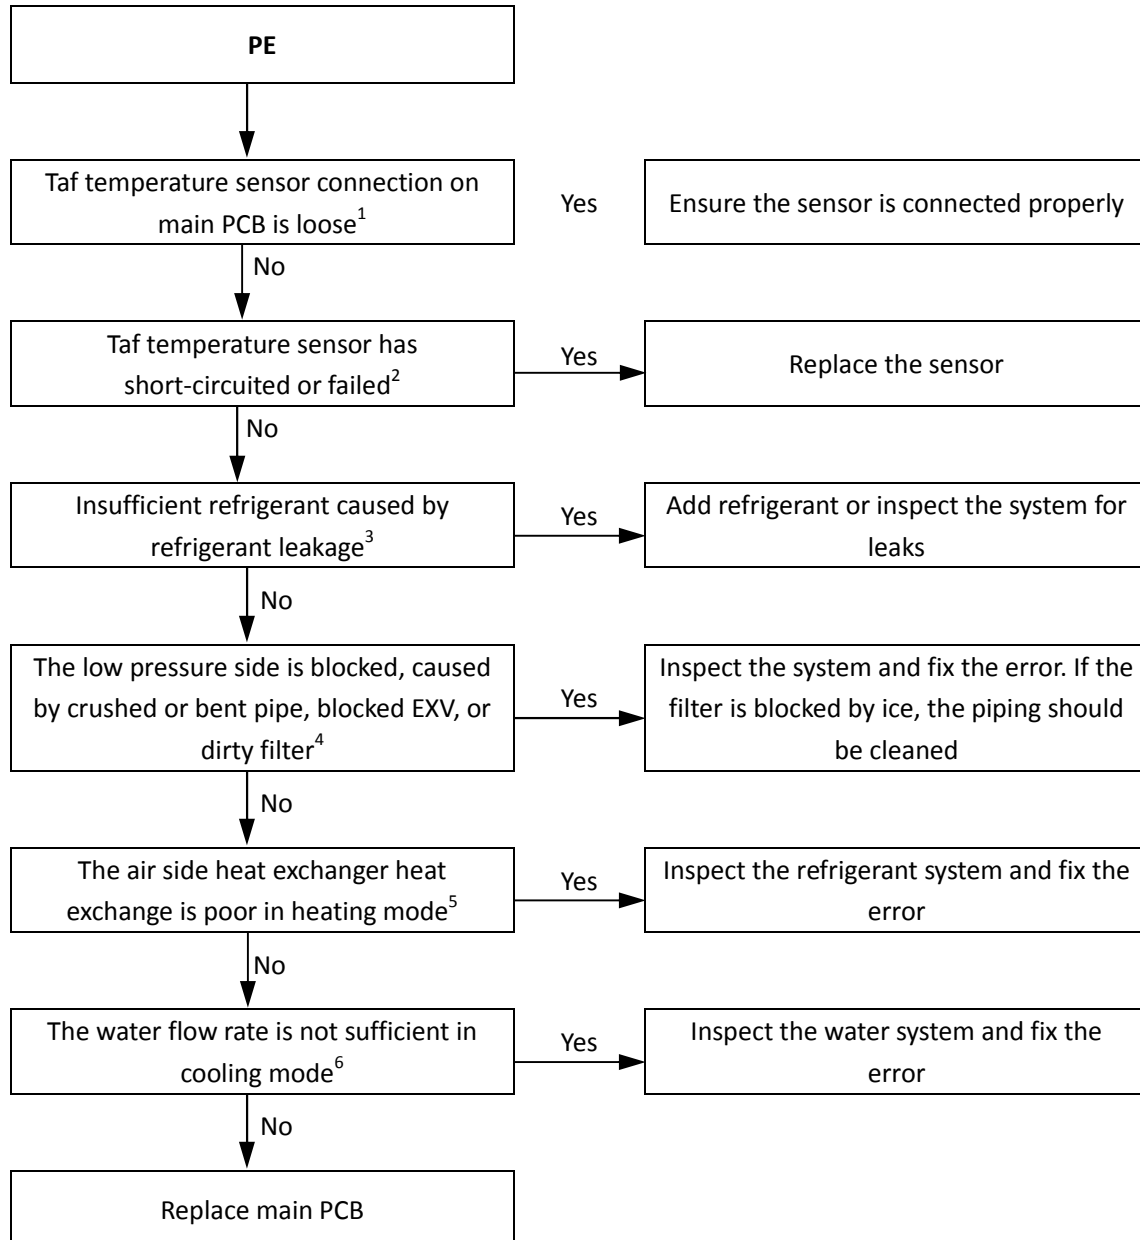 PE
Taf temperature sensor connection on
main PCB is loose1
Yes
Ensure the sensor is connected properly
No
Taf temperature sensor has
short-circuited or failed2
Yes
Replace the sensor
No
Insufficient refrigerant caused by
refrigerant leakage3
Yes
Add refrigerant or inspect the system for
leaks
No
The low pressure side is blocked, caused
by crushed or bent pipe, blocked EXV, or
dirty filter4
Yes
Inspect the system and fix the error. If the
filter is blocked by ice, the piping should
be cleaned
No
The air side heat exchanger heat
exchange is poor in heating mode5
Yes
Inspect the refrigerant system and fix the
error
No
The water flow rate is not sufficient in
cooling mode6
Yes
Inspect the water system and fix the
error
No
Replace main PCB